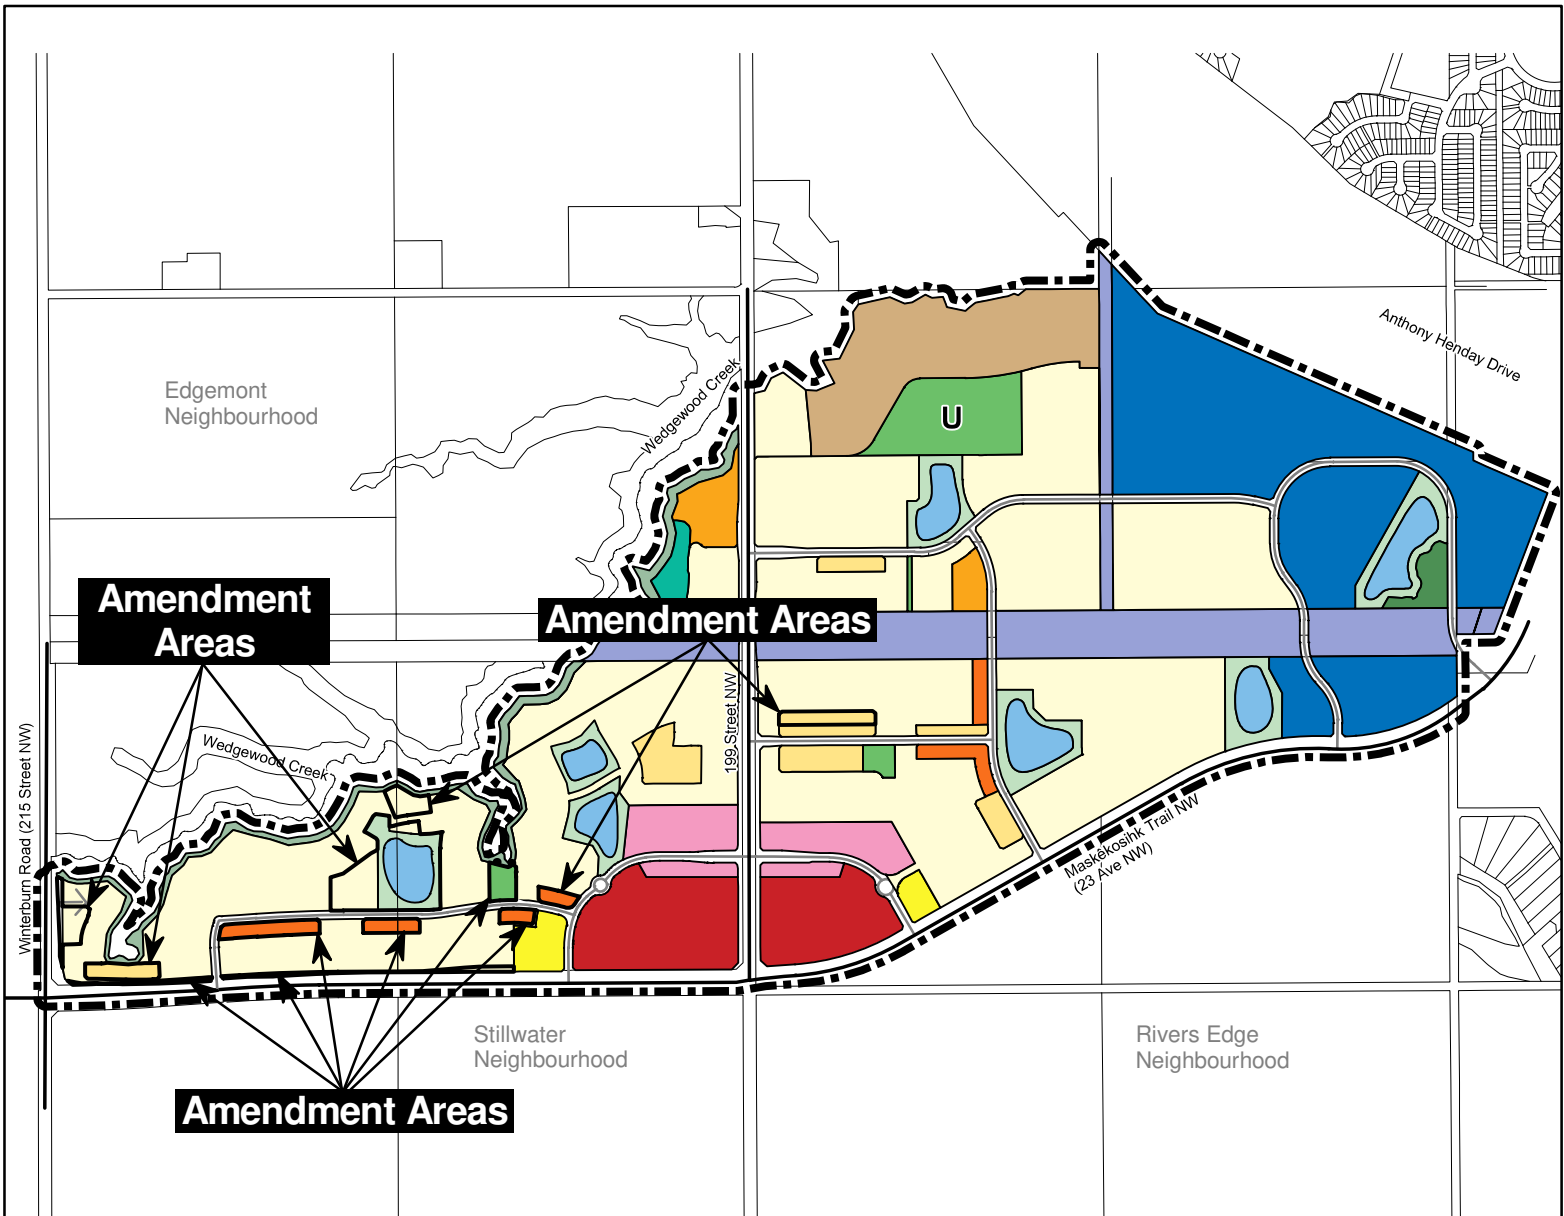 Anthony Henday Drive
Edgemont
Neighbourhood
Wedgewood Creek
U
Amendment
Areas
Amendment Areas
199 Street NW
Wedgewood Creek
Winterburn Road (215 Street NW)
Maskêkosihk Trail NW
(23 Ave NW)
Stillwater
Neighbourhood
Rivers Edge
Neighbourhood
Amendment Areas